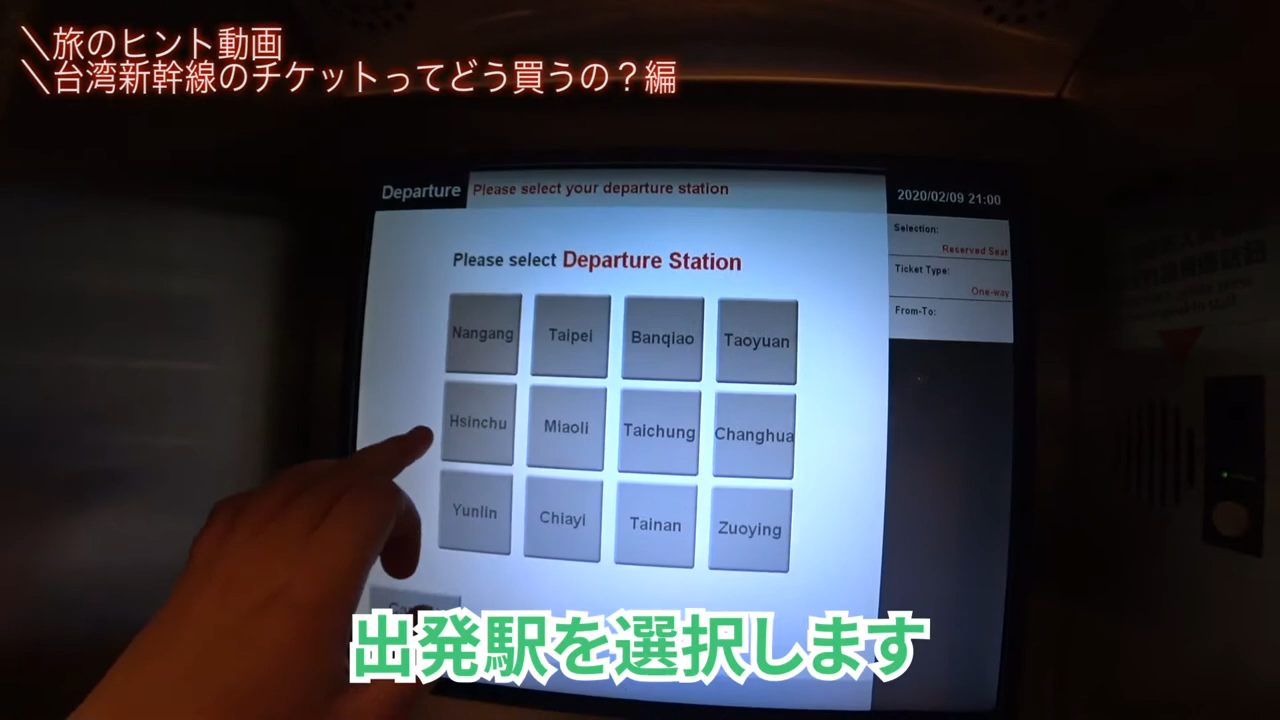 \旅のヒント動画
\台湾新幹線のチケットってどう買うの？編
Departure
Please select your departure station
2020/02/09 21:00
Selection:
Reserved Seat
Ticket Type:
One-way
From-To:
Please select Departure Station
Nangang Taipei Banqiao Taoyuan
Hsinchu Miaoli Taichung Changhua
Yunlin Chiayi Tainan Zuoying
出発駅を選択します